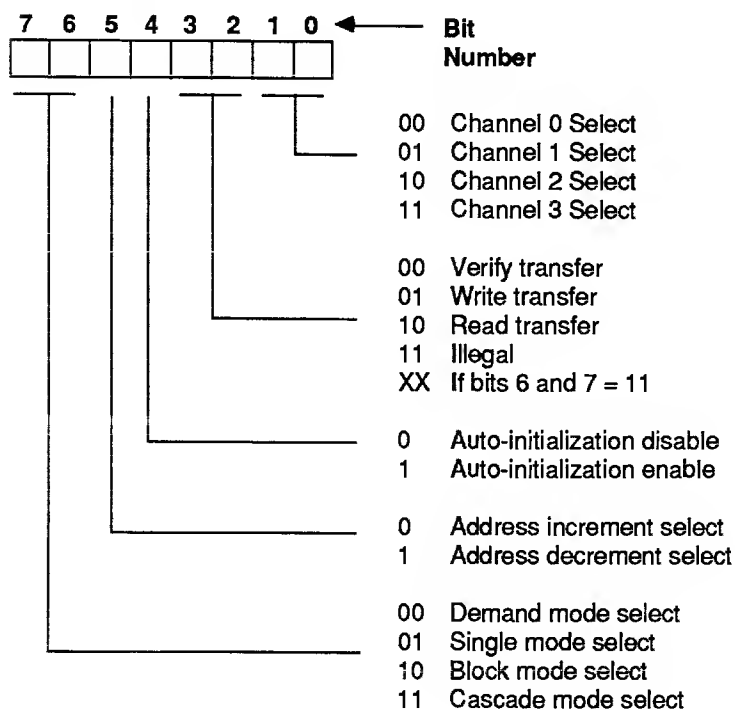 7 6 5 4 3 2 1 0 Bit
Number
00 Channel 0 Select
01 Channel 1 Select
10 Channel 2 Select
11 Channel 3 Select
00 Verify transfer
01 Write transfer
10 Read transfer
11 Illegal
XX If bits 6 and 7 = 11
0 Auto-initialization disable
1 Auto-initialization enable
0 Address increment select
1 Address decrement select
00 Demand mode select
01 Single mode select
10 Block mode select
11 Cascade mode select